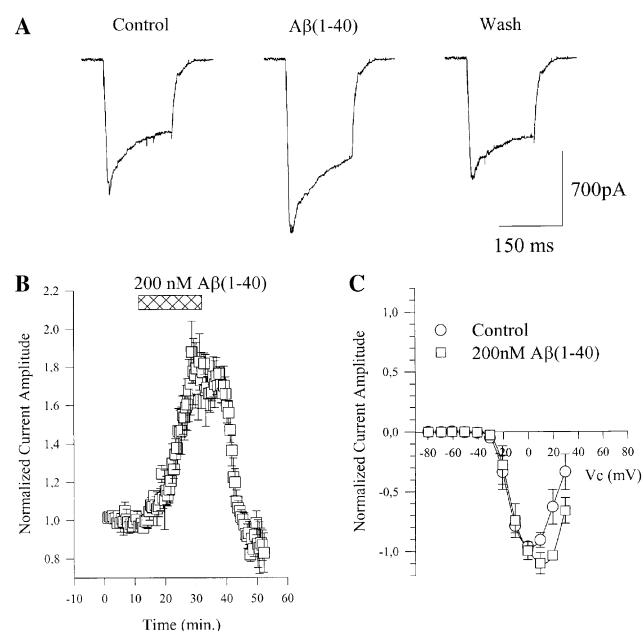 A
Control
Aβ(1-40)
Wash
700pA
150 ms
B
200 nM Aβ(1-40)
Normalized Current Amplitude
2.2
2.0
1.8
1.6
1.4
1.2
1.0
0.8
-10 0 10 20 30 40 50 60
Time (min.)
C
Normalized Current Amplitude
1,0
0,5
0,0
-0,5
-1,0
Control
200nM Aβ(1-40)
-80 -60 -40 -20 0 20 40 60 80
Vc (mV)